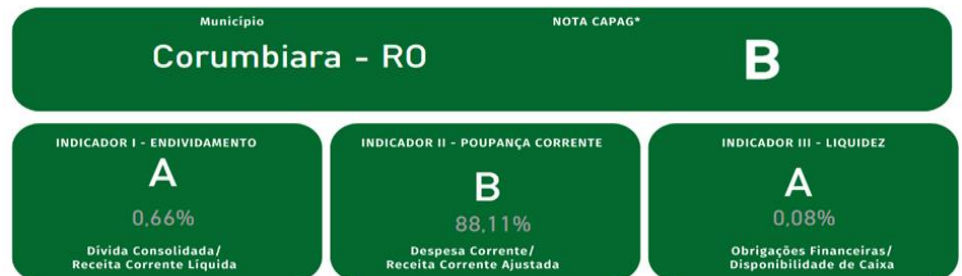 Município
NOTA CAPAG*
Corumbiara - RO
B
INDICADOR I - ENDIVIDAMENTO
A
0,66%
Dívida Consolidada/
Receita Corrente Líquida
INDICADOR II - POUPANÇA CORRENTE
B
88,11%
Despesa Corrente/
Receita Corrente Ajustada
INDICADOR III - LIQUIDEZ
A
0,08%
Obrigações Financeiras/
Disponibilidade de Caixa